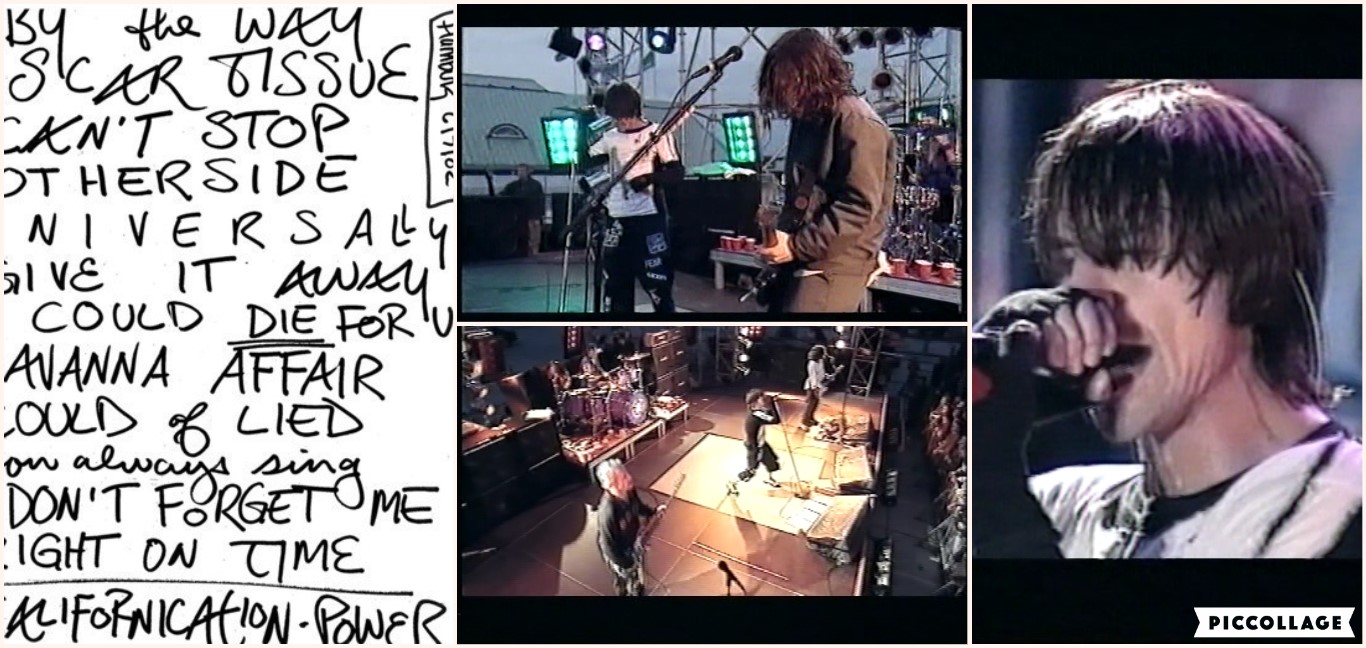 BY the WAY
SCAR TISSUE
CAN'T STOP
OTHERSIDE
NIVERSALLY
GIVE IT AWAY
COULD DIE FOR U
AVANNA AFFAIR
COULD of LIED
on always sing
DON'T FORGET ME
RIGHT ON TIME
CALIFORNICATION - POWER
PICCOLLAGE